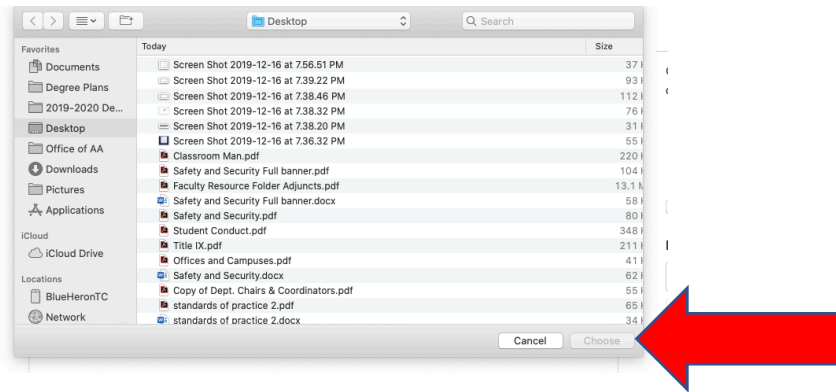 Desktop
Search
Favorites
Documents
Degree Plans
2019-2020 De...
Desktop
Office of AA
Downloads
Pictures
Applications
iCloud
iCloud Drive
Locations
BlueHeronTC
Network
Today Size
Screen Shot 2019-12-16 at 7.56.51 PM 37
Screen Shot 2019-12-16 at 7.39.22 PM 93
Screen Shot 2019-12-16 at 7.38.46 PM 112
Screen Shot 2019-12-16 at 7.38.32 PM 76
Screen Shot 2019-12-16 at 7.38.20 PM 31
Screen Shot 2019-12-16 at 7.36.32 PM 55
Classroom Man.pdf 220
Safety and Security Full banner.pdf 104
Faculty Resource Folder Adjuncts.pdf 13.1
Safety and Security Full banner.docx 58
Safety and Security.pdf 80
Student Conduct.pdf 348
Title IX.pdf 211
Offices and Campuses.pdf 41
Safety and Security.docx 62
Copy of Dept. Chairs & Coordinators.pdf 55
standards of practice 2.pdf 65
standards of practice 2.docx 34
Cancel Choose